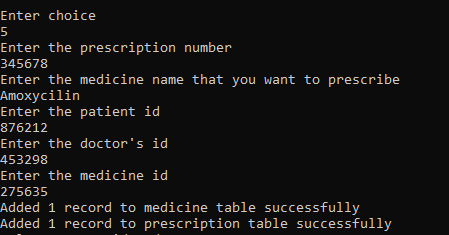 Enter choice
5
Enter the prescription number
345678
Enter the medicine name that you want to prescribe
Amoxycilin
Enter the patient id
876212
Enter the doctor's id
453298
Enter the medicine id
275635
Added 1 record to medicine table successfully
Added 1 record to prescription table successfully